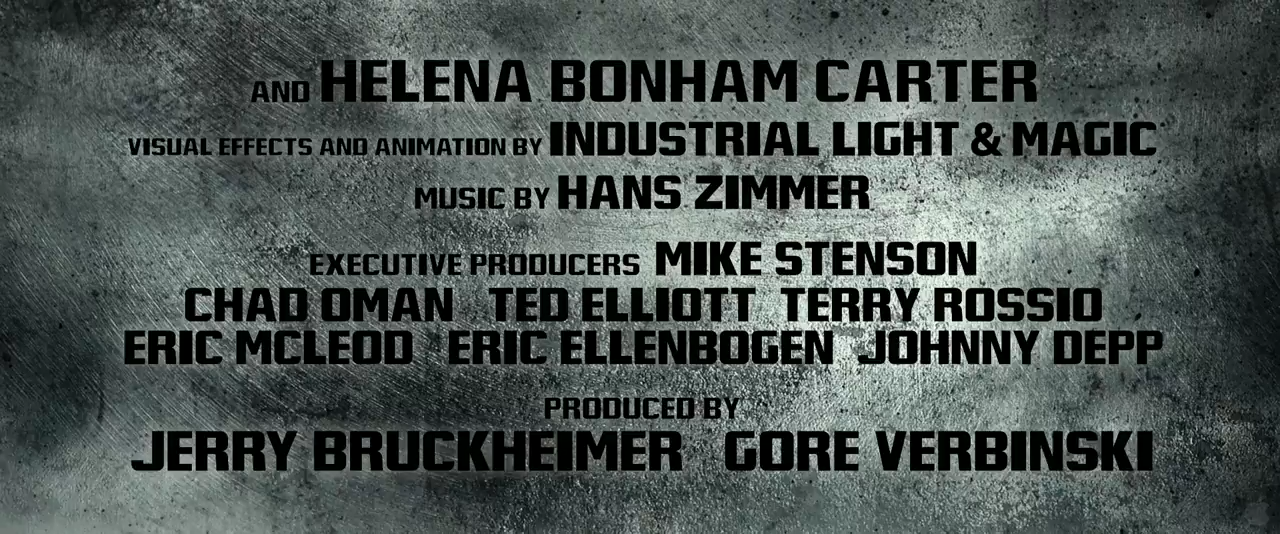 AND HELENA BONHAM CARTER
VISUAL EFFECTS AND ANIMATION BY INDUSTRIAL LIGHT & MAGIC
MUSIC BY HANS ZIMMER
EXECUTIVE PRODUCERS MIKE STENSON
CHAD OMAN TED ELLIOTT TERRY ROSSIO
ERIC MCLEOD ERIC ELLENBOGEN JOHNNY DEPP
PRODUCED BY
JERRY BRUCKHEIMER GORE VERBINSKI